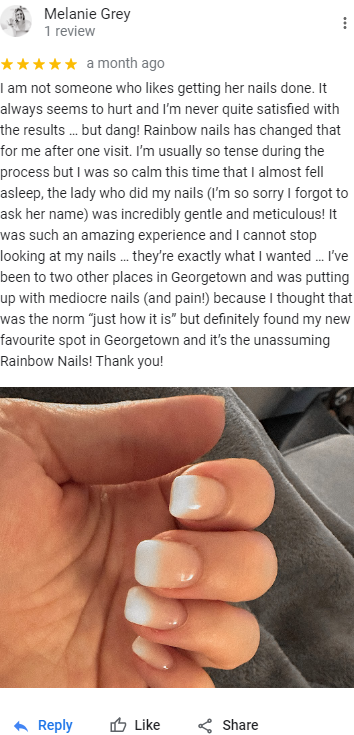 Melanie Grey
1 review
★★★★★ a month ago
I am not someone who likes getting her nails done. It
always seems to hurt and I’m never quite satisfied with
the results … but dang! Rainbow nails has changed that
for me after one visit. I’m usually so tense during the
process but I was so calm this time that I almost fell
asleep, the lady who did my nails (I’m so sorry I forgot to
ask her name) was incredibly gentle and meticulous! It
was such an amazing experience and I cannot stop
looking at my nails … they’re exactly what I wanted … I’ve
been to two other places in Georgetown and was putting
up with mediocre nails (and pain!) because I thought that
was the norm “just how it is” but definitely found my new
favourite spot in Georgetown and it’s the unassuming
Rainbow Nails! Thank you!
Reply Like Share